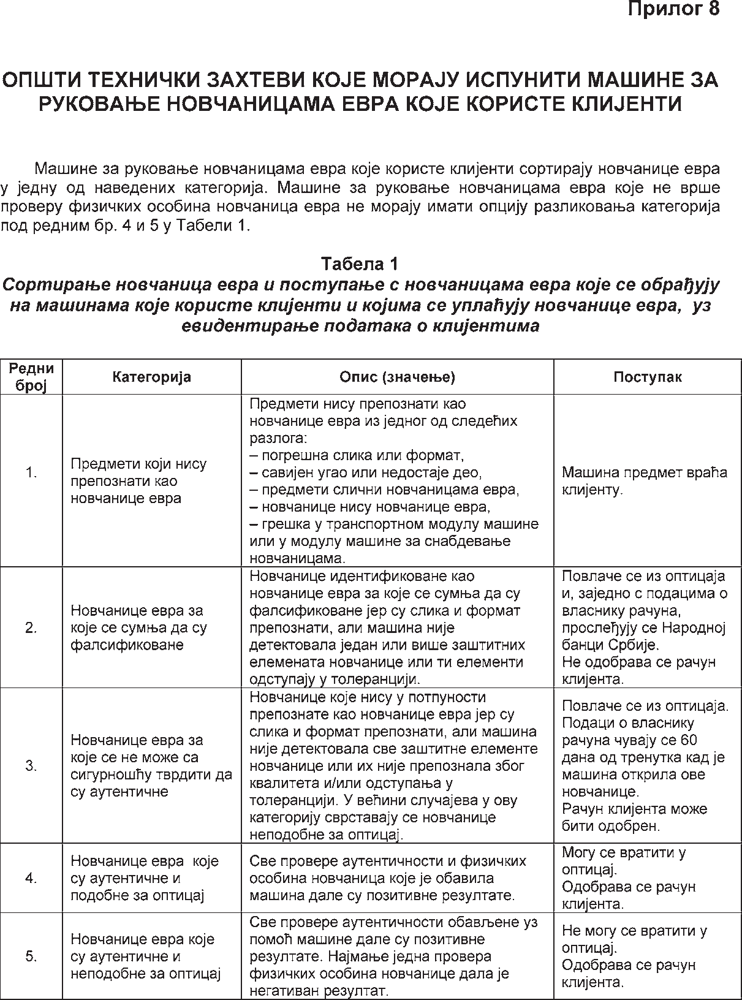 Прилог 8
ОПШТИ ТЕХНИЧКИ ЗАХТЕВИ КОЈЕ МОРАЈУ ИСПУНИТИ МАШИНЕ ЗА
РУКОВАЊЕ НОВЧАНИЦАМА ЕВРА КОЈЕ КОРИСТЕ КЛИЈЕНТИ
Машине за руковање новчаницама евра које користе клијенти сортирају новчанице евра
у једну од наведених категорија. Машине за руковање новчаницама евра које не врше
проверу физичких особина новчаница евра не морају имати опцију разликовања категорија
под редним бр. 4 и 5 у Табели 1.
Табела 1
Сортирање новчаница евра и поступање с новчаницама евра које се обрађују
на машинама које користе клијенти и којима се уплаћују новчанице евра,  уз
евидентирање података о клијентима
Редни
број
Категорија
Опис (значење)
Поступак
1.
Предмети који нису
препознати као
новчанице евра
Предмети нису препознати као
новчанице евра из једног од следећих
разлога:
– погрешна слика или формат,
– савијен угао или недостаје део,
– предмети слични новчаницама евра,
– новчанице нису новчанице евра,
– грешка у транспортном модулу машине
или у модулу машине за снабдевање
новчаницама.
Машина предмет враћа
клијенту.
2.
Новчанице евра за
које се сумња да су
фалсификоване
Новчанице идентификоване као
новчанице евра за које се сумња да су
фалсификоване јер су слика и формат
препознати, али машина није
детектовала један или више заштитних
елемената новчанице или ти елементи
одступају у толеранцији.
Повлаче се из оптицаја
и, заједно с подацима о
власнику рачуна,
прослеђују се Народној
банци Србије.
Не одобрава се рачун
клијента.
3.
Новчанице евра за
које се не може са
сигурношћу тврдити да
су аутентичне
Новчанице које нису у потпуности
препознате као новчанице евра јер су
слика и формат препознати, али машина
није детектовала све заштитне елементе
новчанице или их није препознала због
квалитета и/или одступања у
толеранцији. У већини случајева у ову
категорију сврставају се новчанице
неподобне за оптицај.
Повлаче се из оптицаја.
Подаци о власнику
рачуна чувају се 60
дана од тренутка кад је
машина открила ове
новчанице.
Рачун клијента може
бити одобрен.
4.
Новчанице евра  које
су аутентичне и
подобне за оптицај
Све провере аутентичности и физичких
особина новчаница које је обавила
машина дале су позитивне резултате.
Могу се вратити у
оптицај.
Одобрава се рачун
клијента.
5.
Новчанице евра које
су аутентичне и
неподобне за оптицај
Све провере аутентичности обављене уз
помоћ машине дале су позитивне
резултате. Најмање једна провера
физичких особина новчанице дала је
негативан резултат.
Не могу се вратити у
оптицај.
Одобрава се рачун
клијента.